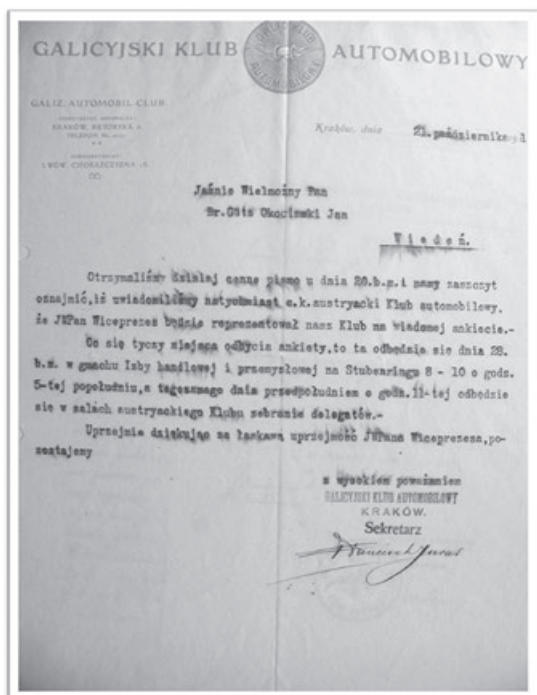 GALICYJSKI KLUB AUTOMOBILOWY
GALIZ. AUTOMOBIL-CLUB.
KRAKÓW,
TELEFON
LWÓW,
Kraków, dnia 21.października
Jaśnie Wielmożny Pan
Br.Götz Okocimski Jan
Wiedeń.
Otrzymaliśmy dzisiaj cenne pismo z dnia 20.b.m.i mamy zaszczyt
oznajmić,iż uwiadomiliśmy natychmiast c.k.austryacki Klub automobilowy,
że JWPan Wiceprezes będzie reprezentował nasz Klub na wiadomej ankiecie.-
Co się tyczy miejsca odbycia ankiety,to ta odbędzie się dnia 28.
b.m. w gmachu Izby handlowej i przemysłowej na Stubenringu 8 - 10 o godz.
5-tej popołudniu,a tegosamego dnia przedpołudniem o godz.11-tej odbędzie
się w salach austryackiego Klubu zebranie delegatów.-
Uprzejmie dziękując za łaskawą uprzejmość JWPana Wiceprezesa,po-
zostajemy
z wysokiem poważaniem
GALICYJSKI KLUB AUTOMOBILOWY
KRAKÓW.
Sekretarz